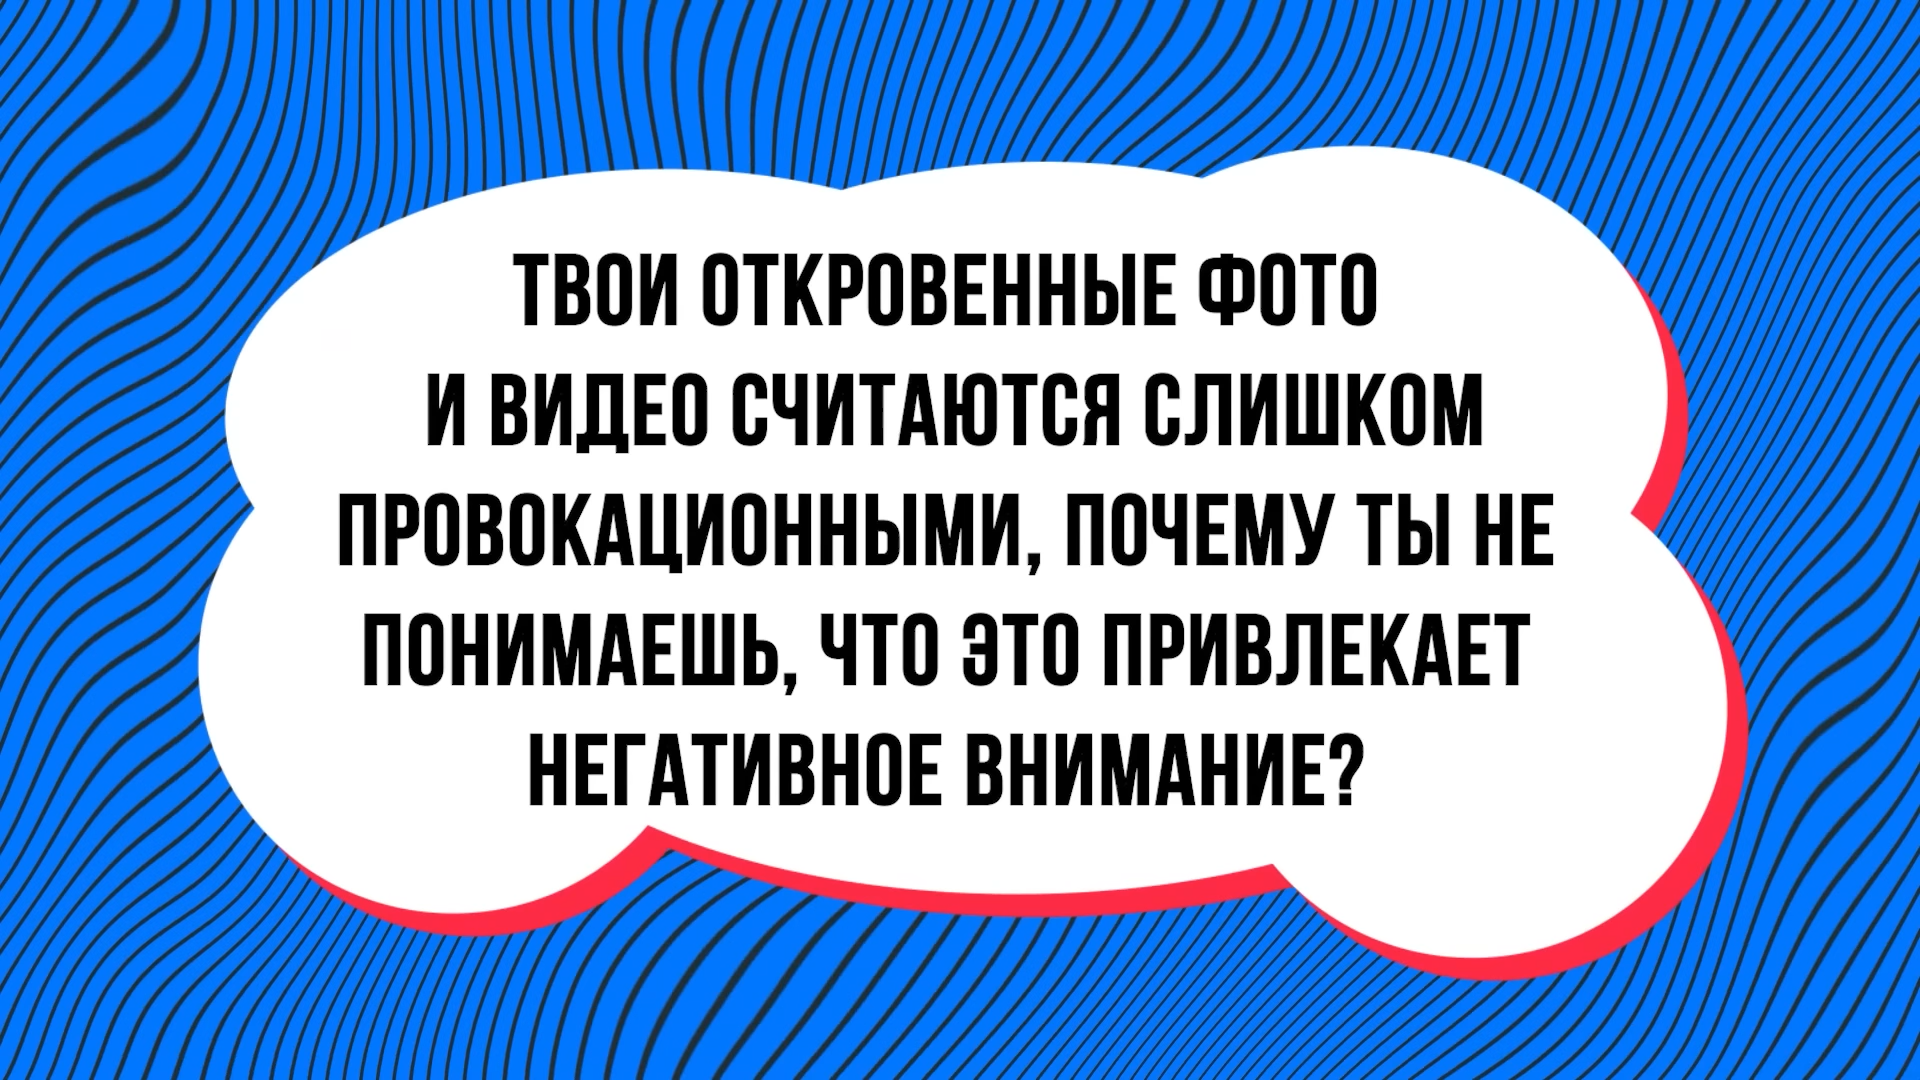 ТВОИ ОТКРОВЕННЫЕ ФОТО
И ВИДЕО СЧИТАЮТСЯ СЛИШКОМ
ПРОВОКАЦИОННЫМИ, ПОЧЕМУ ТЫ НЕ
ПОНИМАЕШЬ, ЧТО ЭТО ПРИВЛЕКАЕТ
НЕГАТИВНОЕ ВНИМАНИЕ?